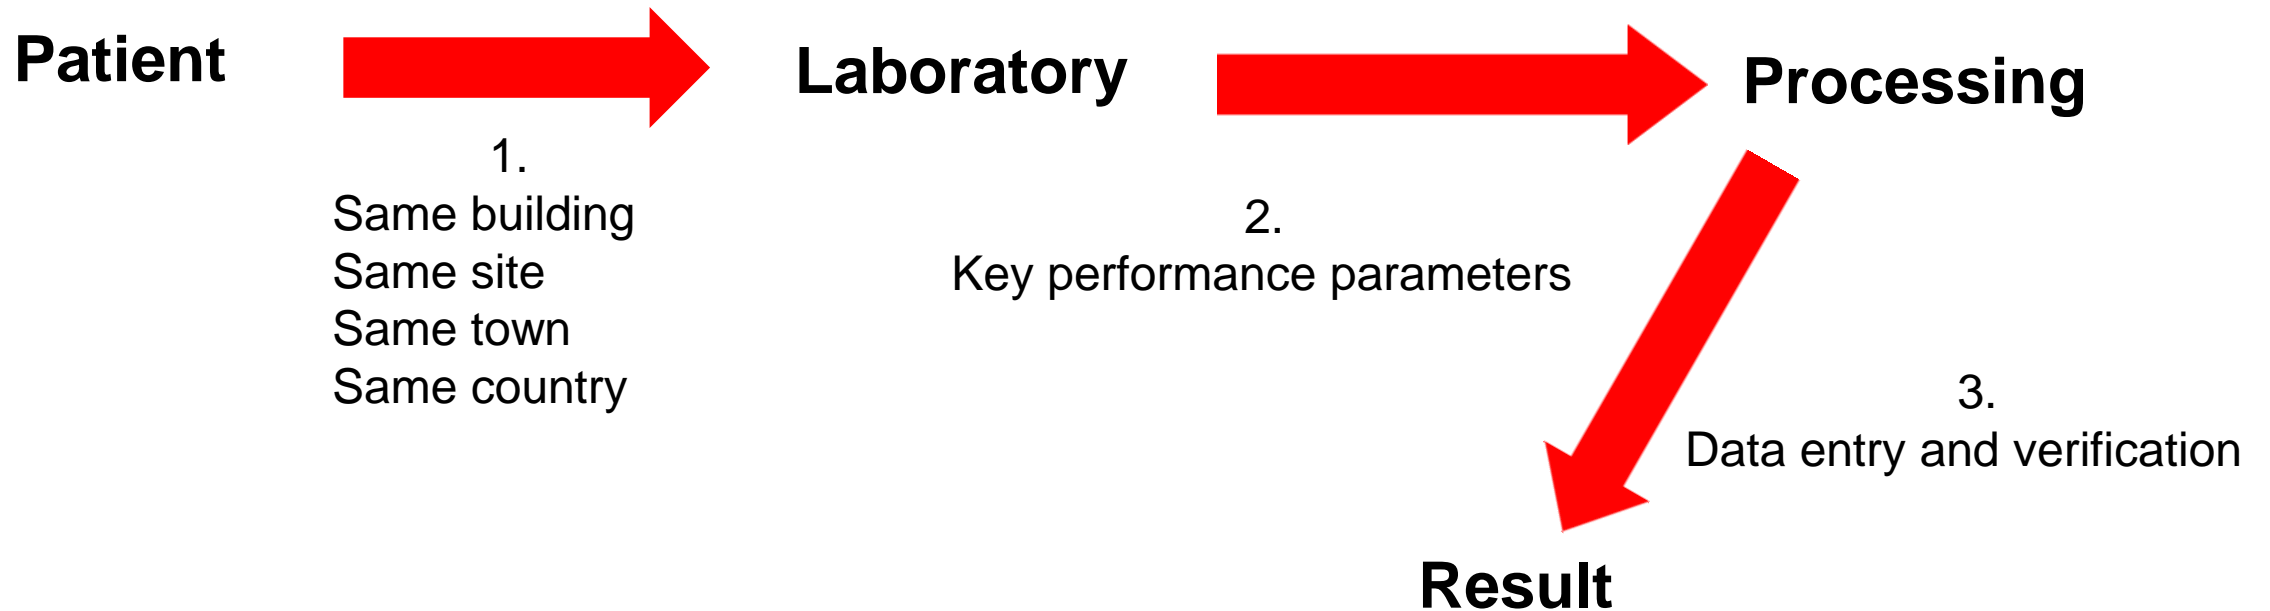 Patient
Laboratory
Processing
1.
Same building
Same site
Same town
Same country
2.
Key performance parameters
3.
Data entry and verification
Result